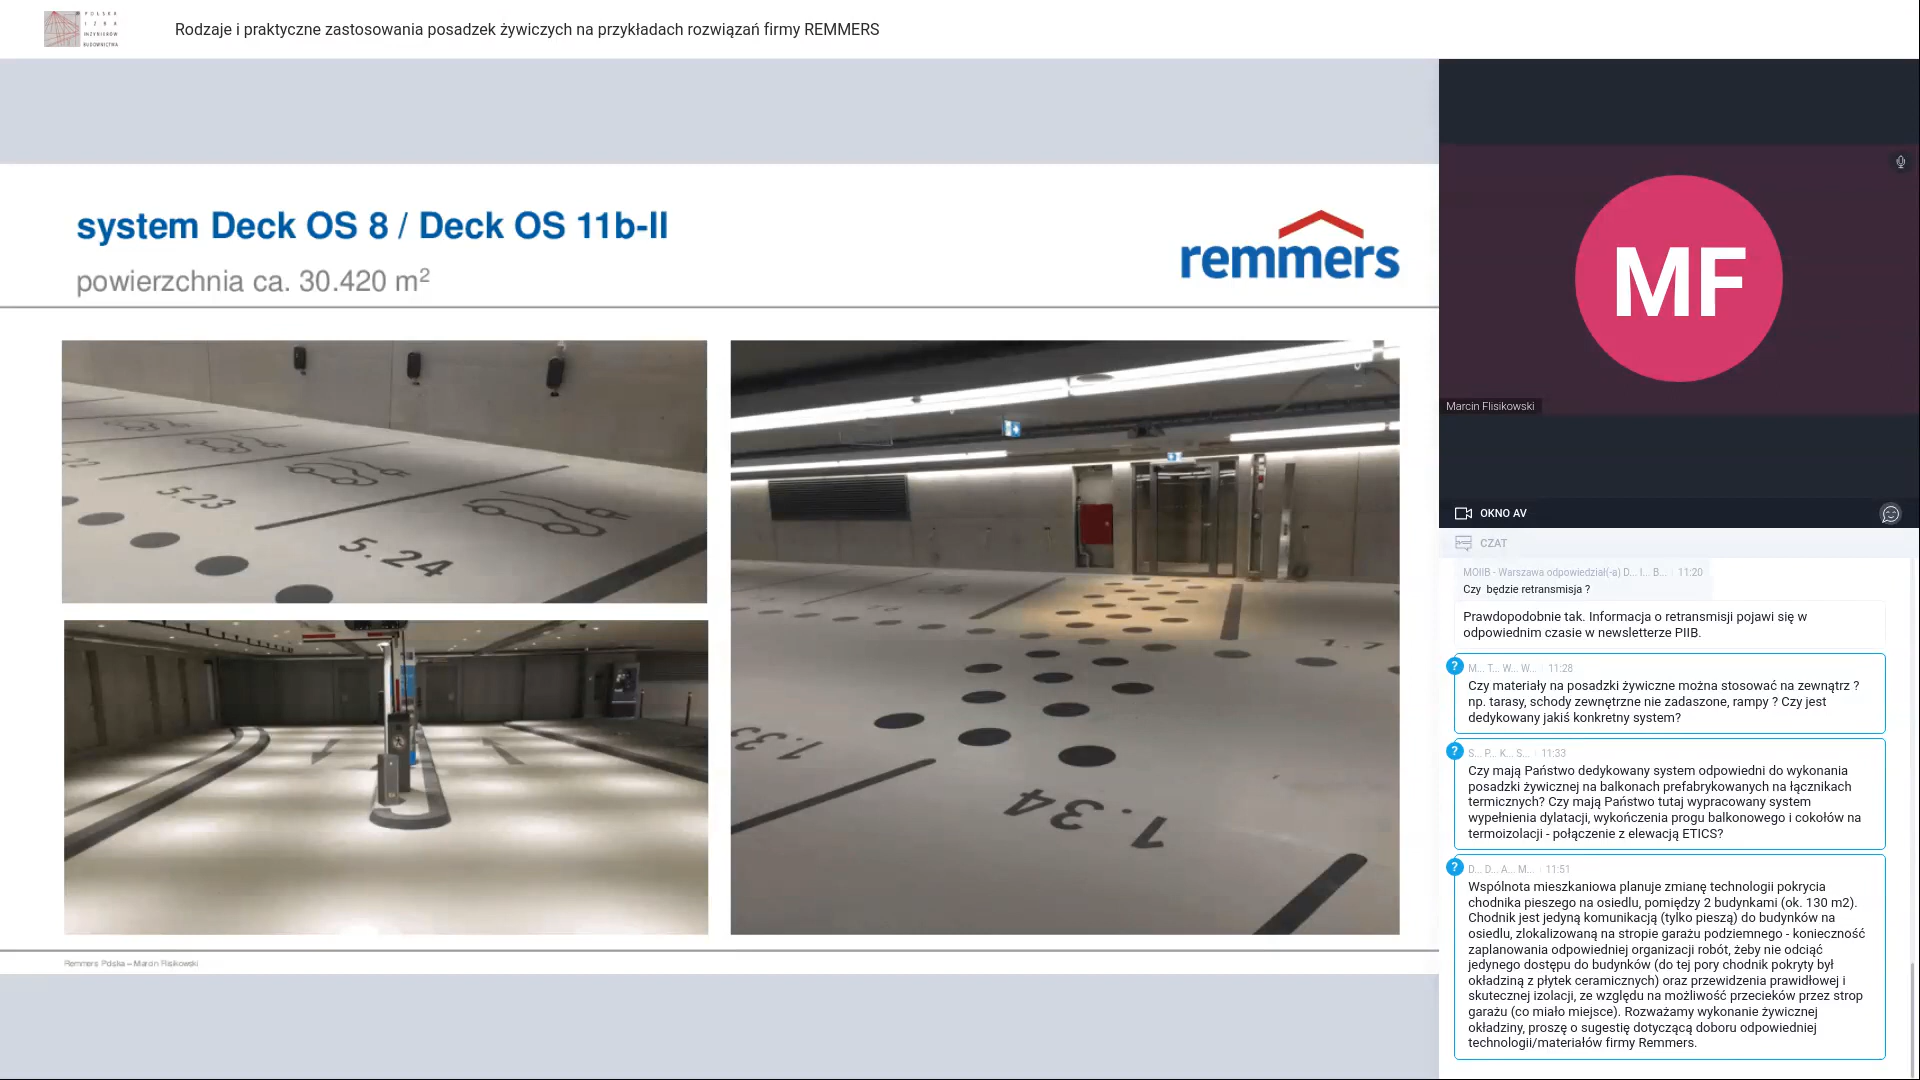 POLSKA
IZBA
INŻYNIERÓW
BUDOWNICTWA
Rodzaje i praktyczne zastosowania posadzek żywiczych na przykładach rozwiązań firmy REMMERS
system Deck OS 8 / Deck OS 11b-II
powierzchnia ca. 30.420 m²
remmers
5.23
5.24
1.33
1.34
1.7
Remmers Polska – Marcin Flisikowski
MF
Marcin Flisikowski
OKNO AV
CZAT
MOIIB - Warszawa odpowiedział(-a) D... I... B... 11:20
Czy będzie retransmisja ?
Prawdopodobnie tak. Informacja o retransmisji pojawi się w
odpowiednim czasie w newsletterze PIIB.
? M... T... W... W... 11:28
Czy materiały na posadzki żywiczne można stosować na zewnątrz ?
np. tarasy, schody zewnętrzne nie zadaszone, rampy ? Czy jest
dedykowany jakiś konkretny system?
? S... P... K... S... 11:33
Czy mają Państwo dedykowany system odpowiedni do wykonania
posadzki żywicznej na balkonach prefabrykowanych na łącznikach
termicznych? Czy mają Państwo tutaj wypracowany system
wypełnienia dylatacji, wykończenia progu balkonowego i cokołów na
termoizolacji - połączenie z elewacją ETICS?
? D... D... A... M... 11:51
Wspólnota mieszkaniowa planuje zmianę technologii pokrycia
chodnika pieszego na osiedlu, pomiędzy 2 budynkami (ok. 130 m2).
Chodnik jest jedyną komunikacją (tylko pieszą) do budynków na
osiedlu, zlokalizowaną na stropie garażu podziemnego - konieczność
zaplanowania odpowiedniej organizacji robót, żeby nie odciąć
jedynego dostępu do budynków (do tej pory chodnik pokryty był
okładziną z płytek ceramicznych) oraz przewidzenia prawidłowej i
skutecznej izolacji, ze względu na możliwość przecieków przez strop
garażu (co miało miejsce). Rozważamy wykonanie żywicznej
okładziny, proszę o sugestię dotyczącą doboru odpowiedniej
technologii/materiałów firmy Remmers.